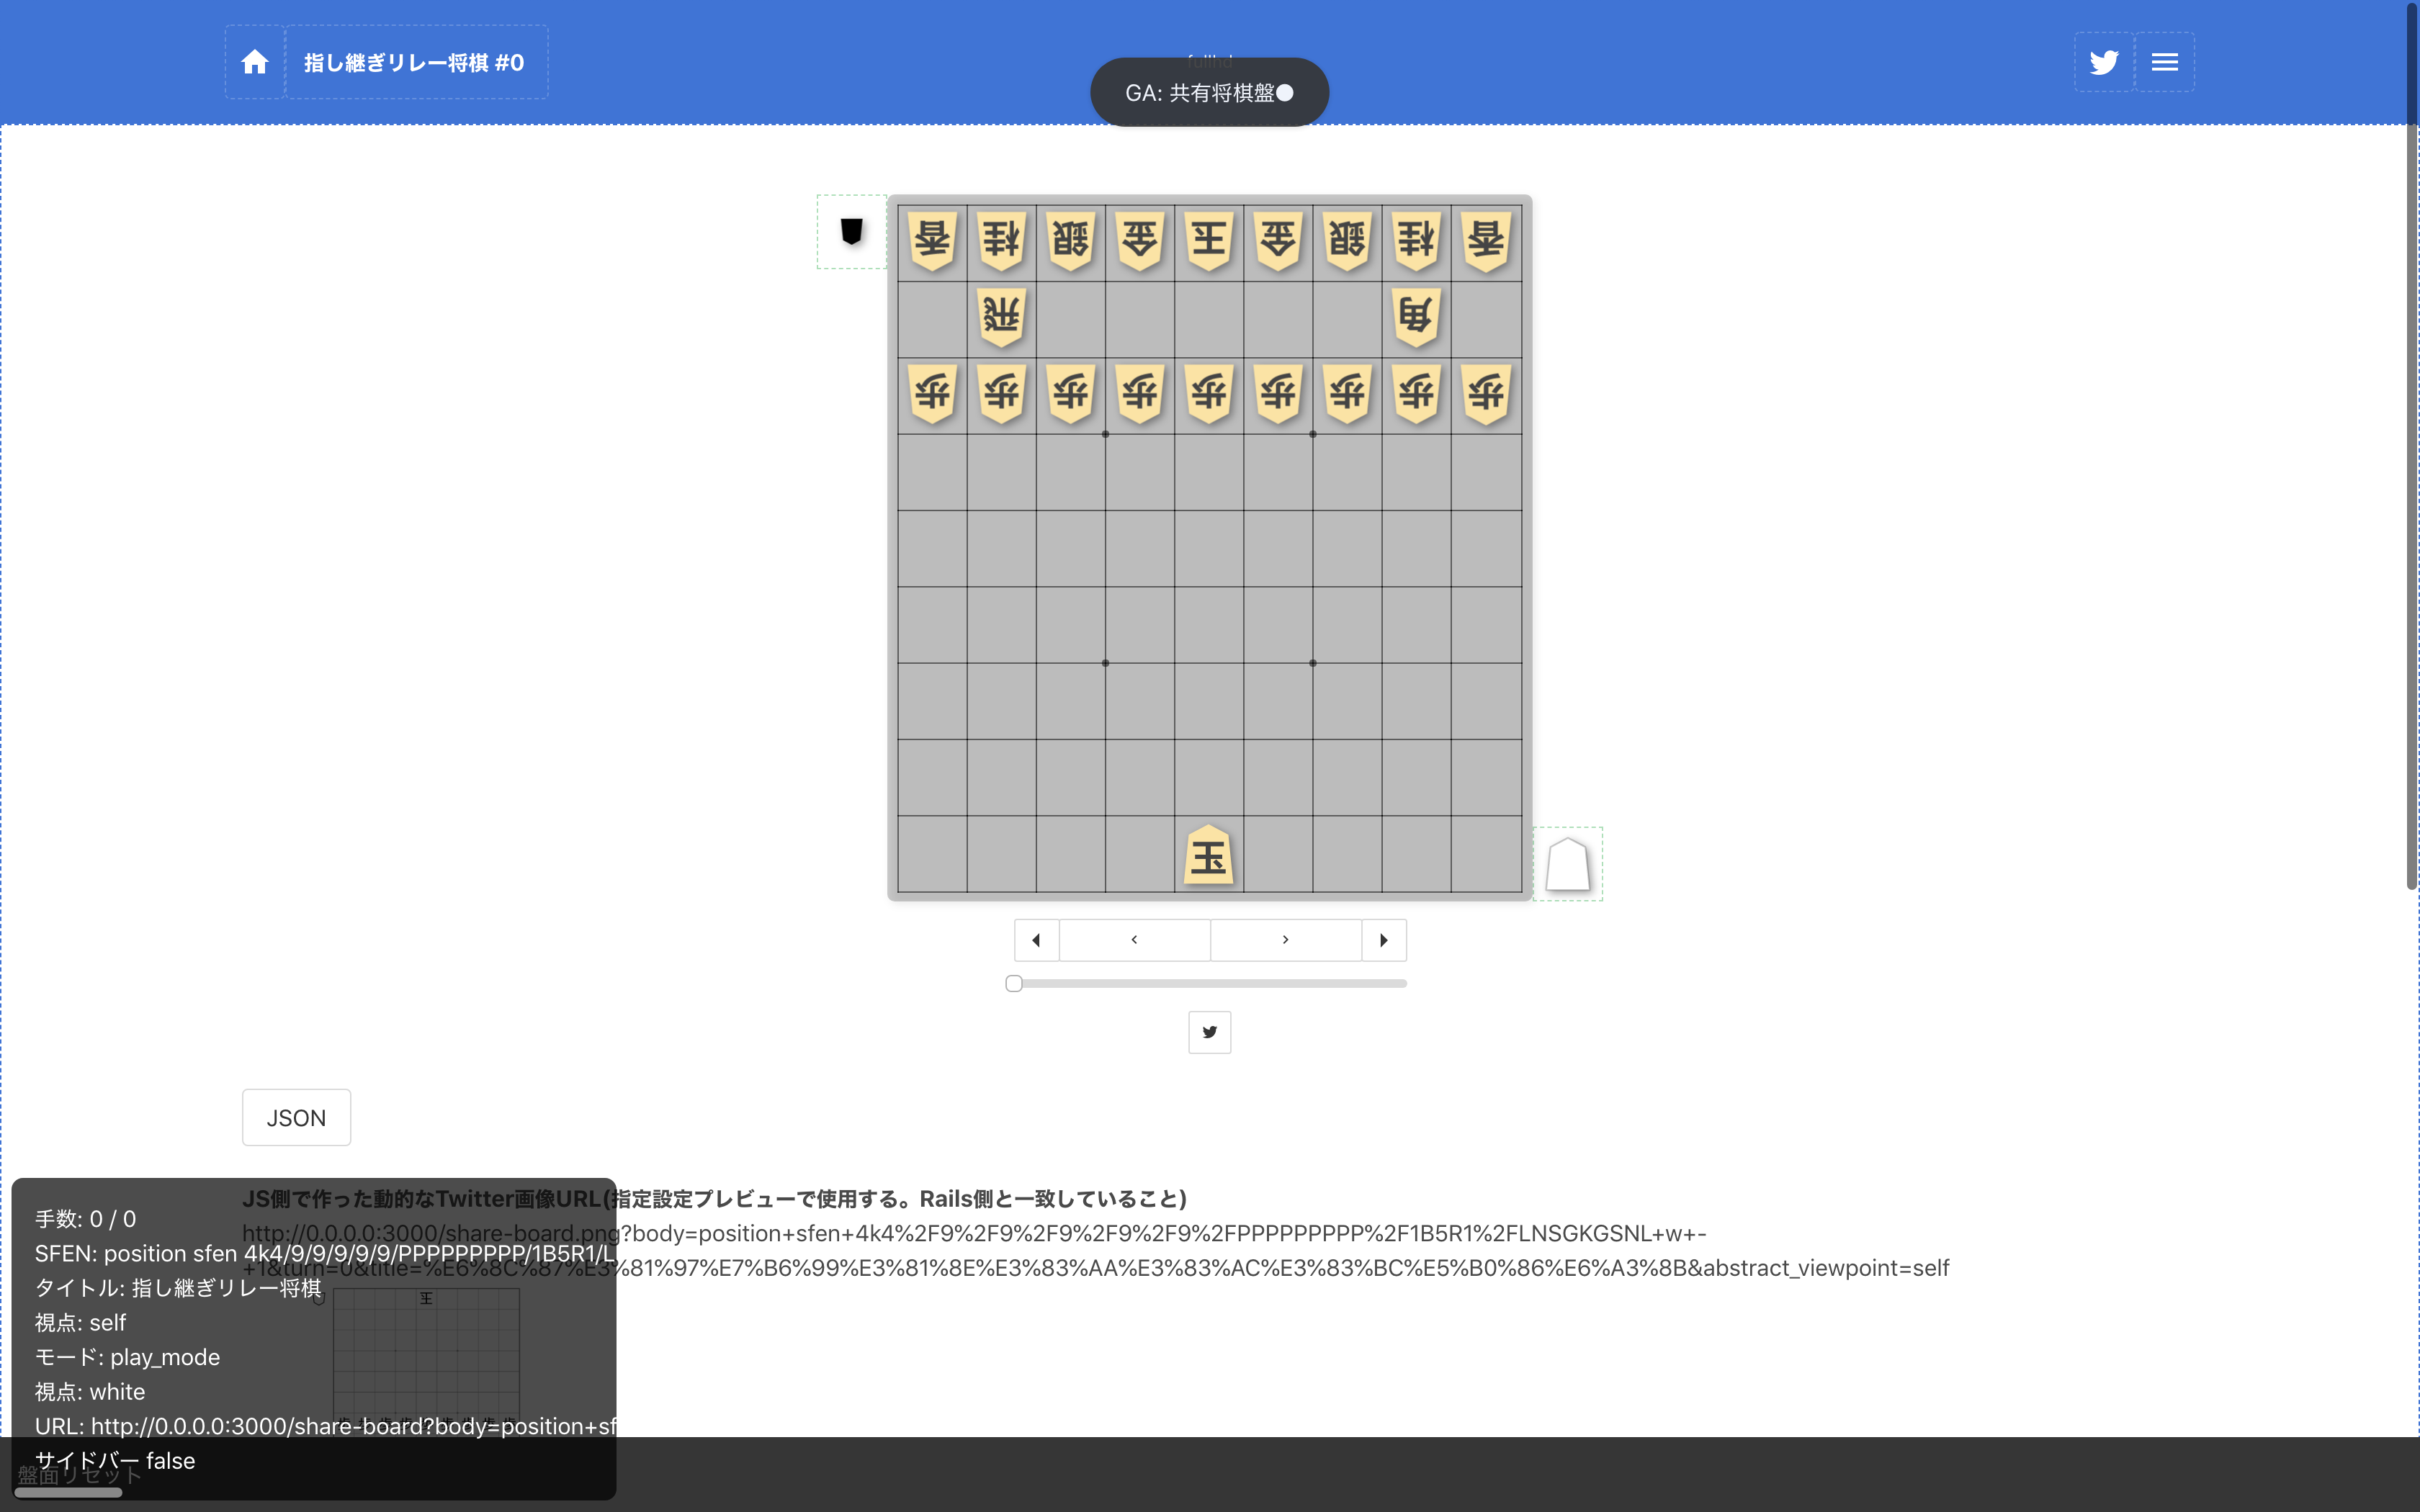 指し継ぎリレー将棋 #0
fullhd
GA: 共有将棋盤●
香 桂 銀 金 玉 金 銀 桂 香
飛 角
歩 歩 歩 歩 歩 歩 歩 歩 歩
玉
JSON
JS側で作った動的なTwitter画像URL(指定設定プレビューで使用する。Rails側と一致していること)
http://0.0.0.0:3000/share-board.png?body=position+sfen+4k4%2F9%2F9%2F9%2F9%2F9%2FPPPPPPPPP%2F1B5R1%2FLNSGKGSNL+w+-
+1&turn=0&title=%E6%8C%87%E3%81%97%E7%B6%99%E3%81%8E%E3%83%AA%E3%83%AC%E3%83%BC%E5%B0%86%E6%A3%8B&abstract_viewpoint=self
手数: 0 / 0
SFEN: position sfen 4k4/9/9/9/9/9/PPPPPPPPP/1B5R1/L
タイトル: 指し継ぎリレー将棋
視点: self
モード: play_mode
視点: white
URL: http://0.0.0.0:3000/share-board?body=position+sf
サイドバー false
盤面リセット
王